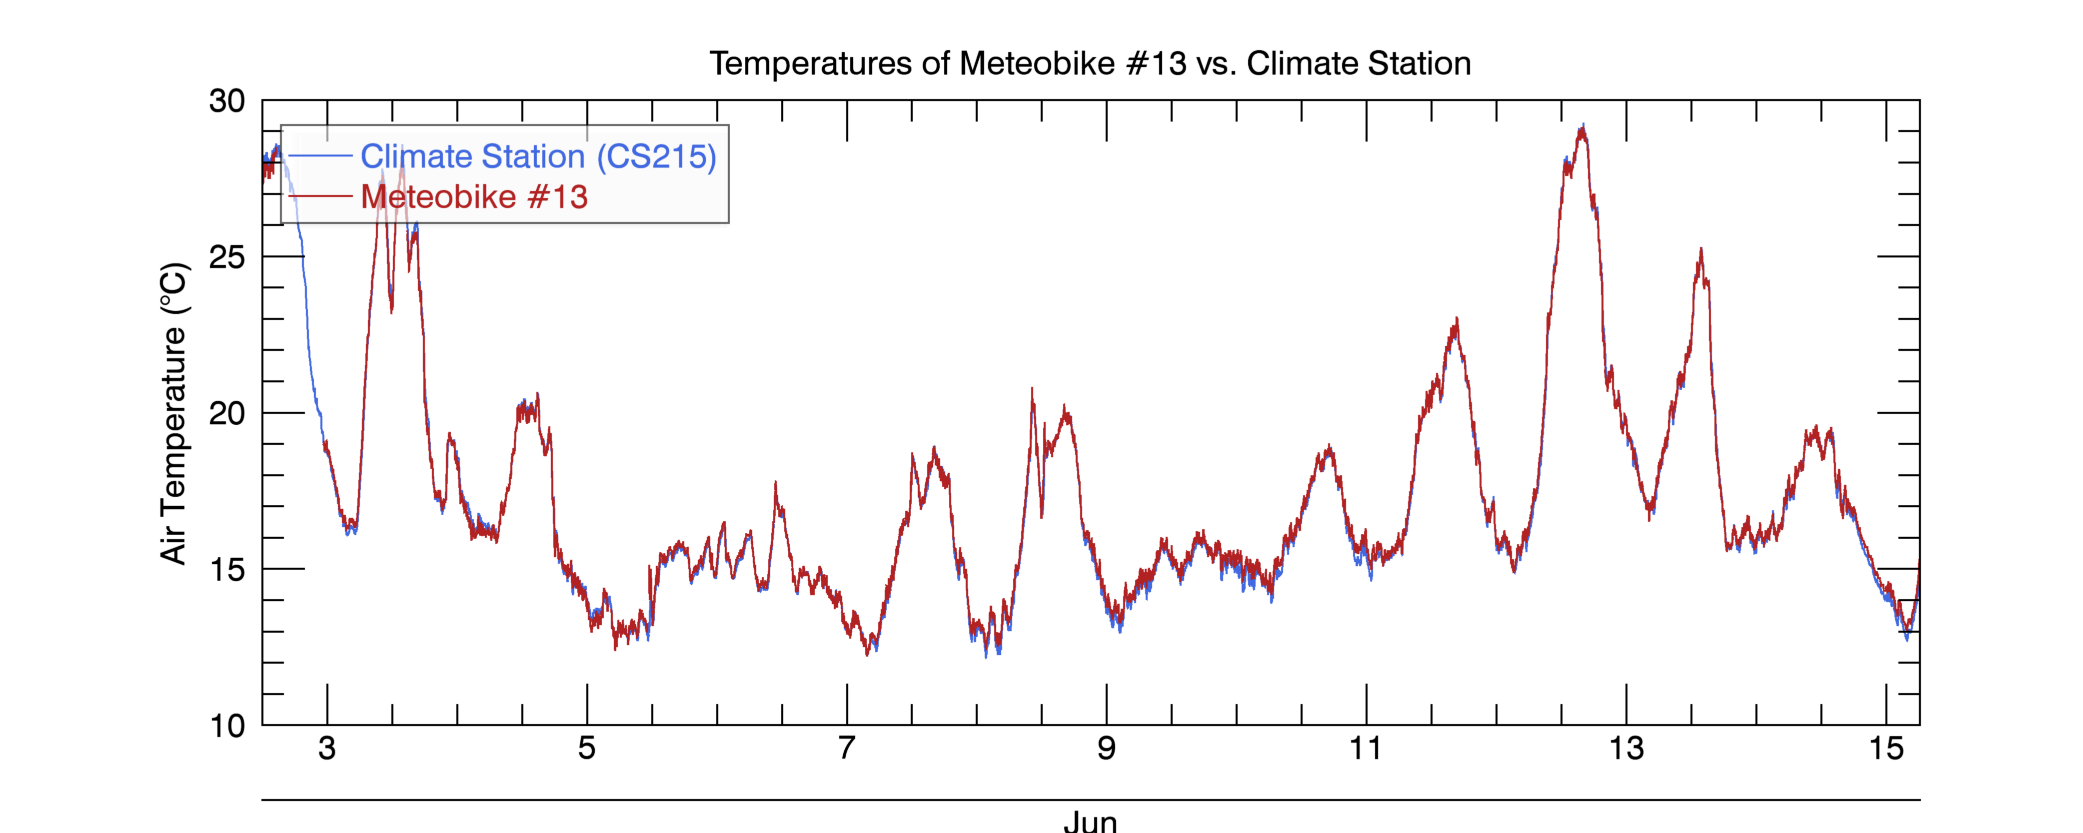 Temperatures of Meteobike #13 vs. Climate Station
30
25
20
15
10
Air Temperature (°C)
Climate Station (CS215)
Meteobike #13
3 5 7 9 11 13 15
Jun